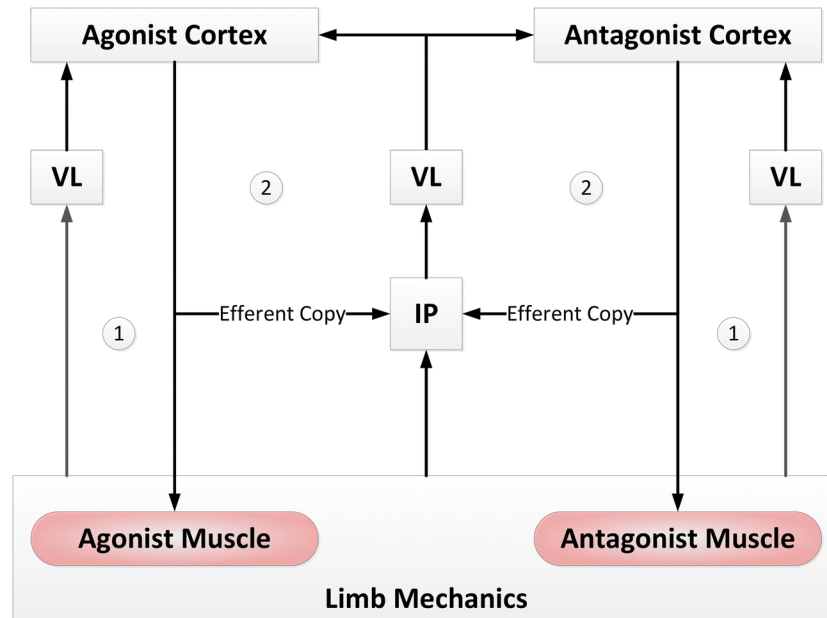 Agonist Cortex
Antagonist Cortex
VL
VL
VL
2
2
Efferent Copy
IP
Efferent Copy
1
1
Agonist Muscle
Antagonist Muscle
Limb Mechanics